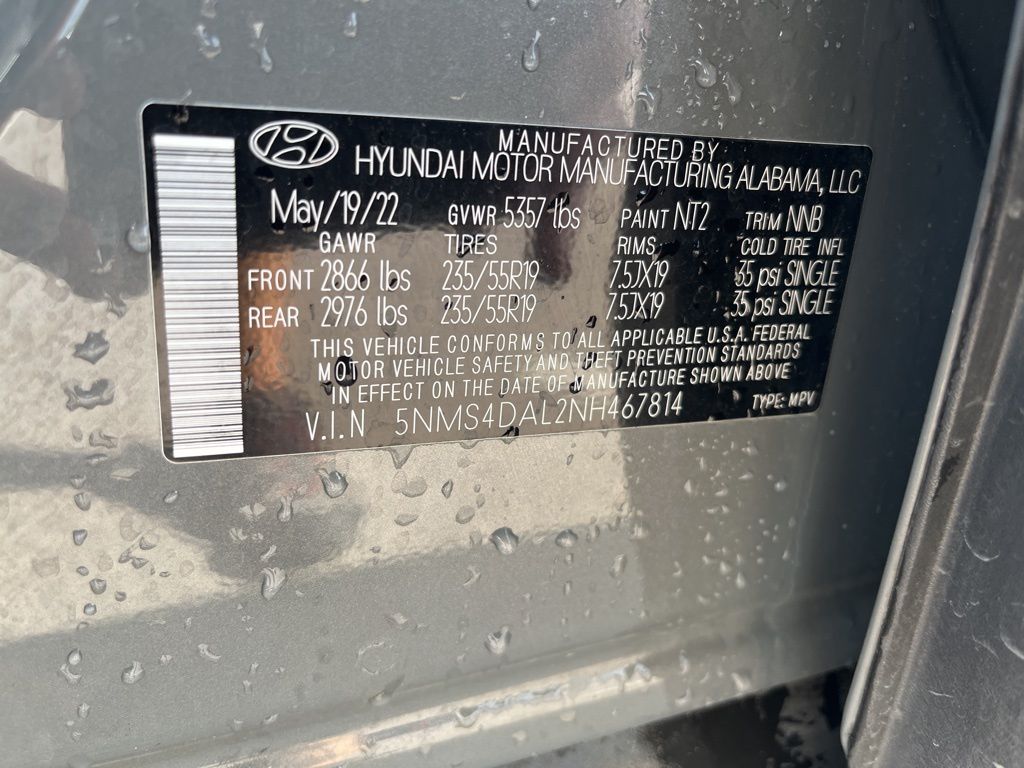 MANUFACTURED BY
HYUNDAI MOTOR MANUFACTURING ALABAMA, LLC
May/19/22 GVWR 5357 lbs PAINT NT2 TRIM NNB
GAWR TIRES RIMS COLD TIRE INFL
FRONT 2866 lbs 235/55R19 7.5JX19 35 psi SINGLE
REAR 2976 lbs 235/55R19 7.5JX19 35 psi SINGLE
THIS VEHICLE CONFORMS TO ALL APPLICABLE U.S.A. FEDERAL
MOTOR VEHICLE SAFETY AND THEFT PREVENTION STANDARDS
IN EFFECT ON THE DATE OF MANUFACTURE SHOWN ABOVE
V.I.N 5NMS4DAL2NH467814 TYPE: MPV